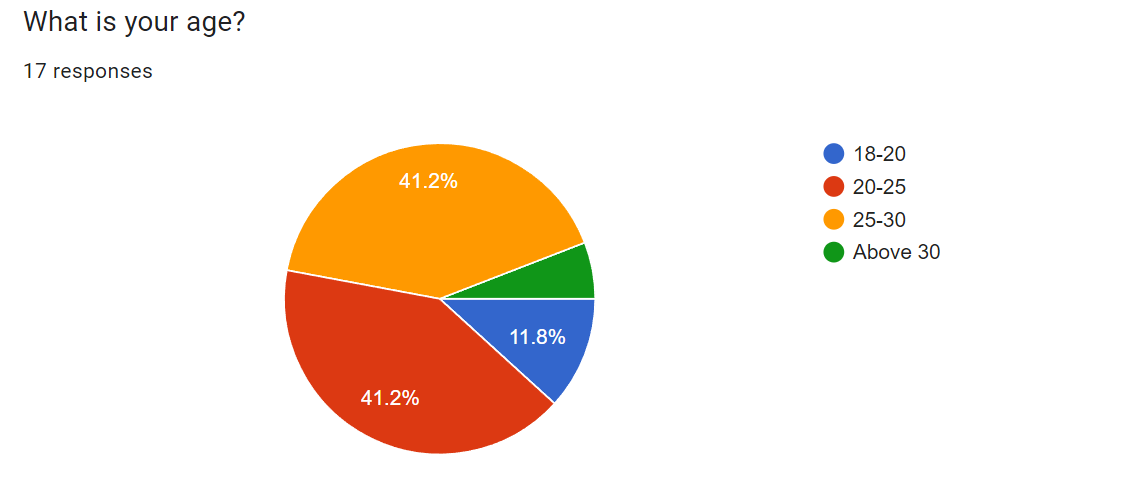 What is your age?
17 responses
41.2%
11.8%
41.2%
18-20
20-25
25-30
Above 30